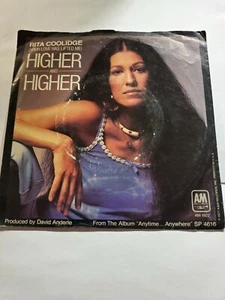 RITA COOLIDGE
(YOUR LOVE HAS LIFTED ME)
HIGHER
AND
HIGHER
A&M
RECORDS
Produced by David Anderle
From The Album "Anytime...Anywhere" SP 4616